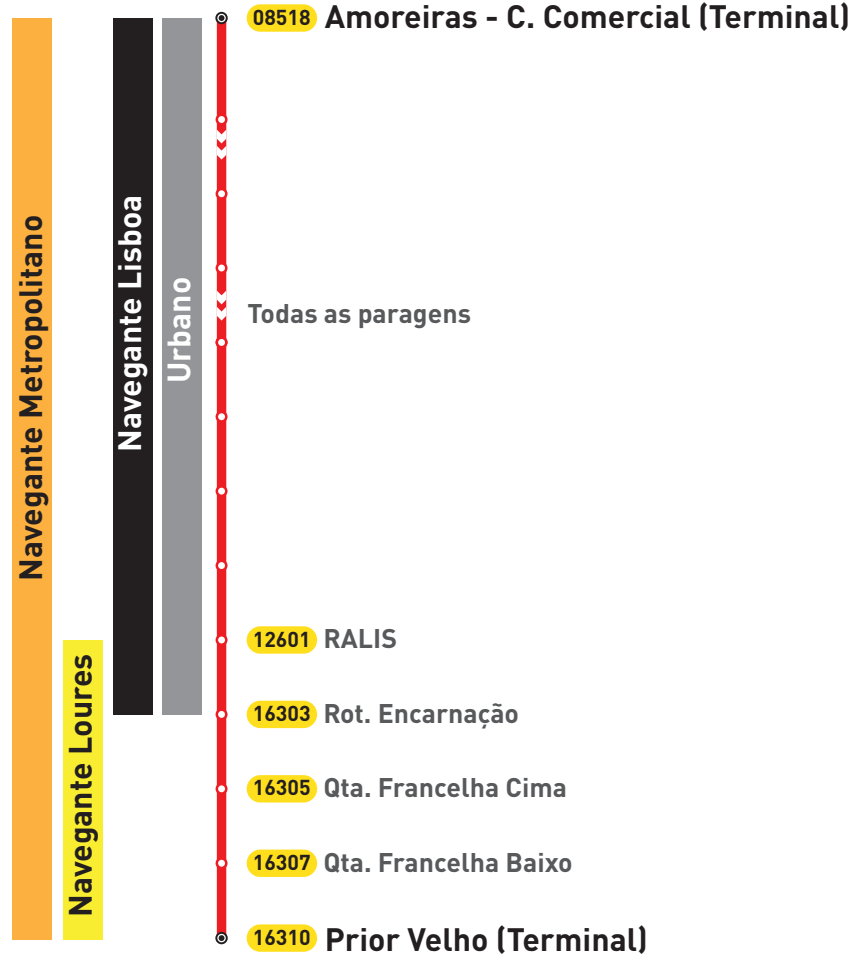 08518 Amoreiras - C. Comercial (Terminal)
Navegante Metropolitano
Navegante Lisboa
Urbano
Todas as paragens
Navegante Loures
12601 RALIS
16303 Rot. Encarnação
16305 Qta. Francelha Cima
16307 Qta. Francelha Baixo
16310 Prior Velho (Terminal)